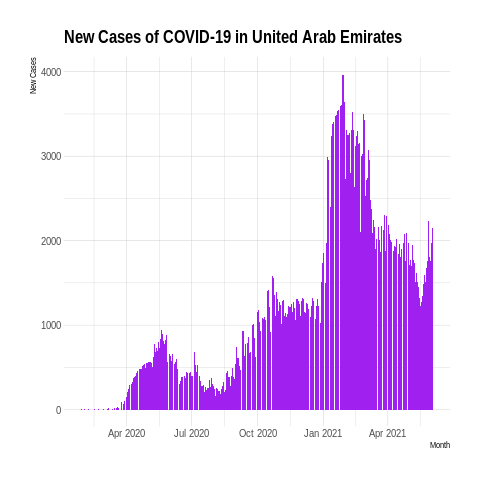 New Cases of COVID-19 in United Arab Emirates
New Cases
4000
3000
2000
1000
0
Apr 2020 Jul 2020 Oct 2020 Jan 2021 Apr 2021
Month